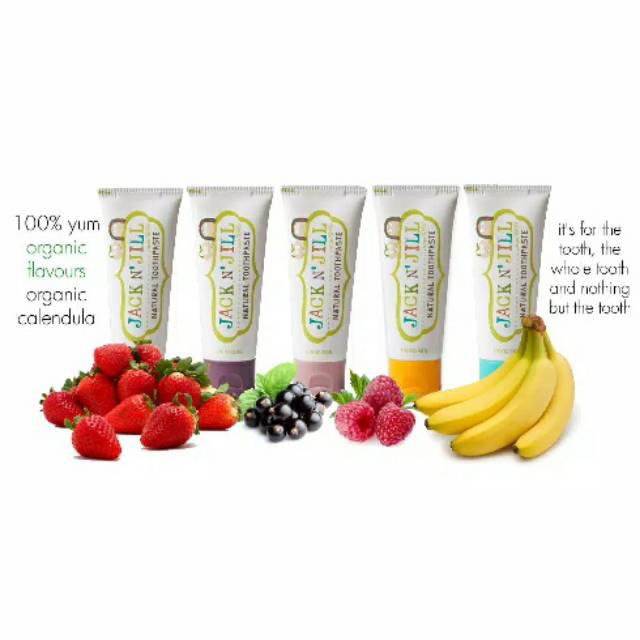 100% yum
organic
flavours
organic
calendula
JACK N' JILL
NATURAL TOOTHPASTE
JACK N' JILL
NATURAL TOOTHPASTE
JACK N' JILL
NATURAL TOOTHPASTE
JACK N' JILL
NATURAL TOOTHPASTE
JACK N' JILL
NATURAL TOOTHPASTE
it's for the
tooth, the
whole tooth
and nothing
but the tooth